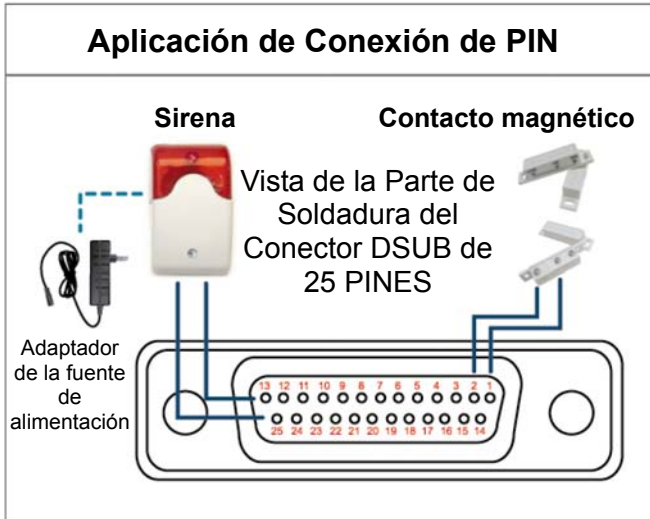 Aplicación de Conexión de PIN
Sirena
Contacto magnético
Vista de la Parte de
Soldadura del
Conector DSUB de
25 PINES
Adaptador
de la fuente
de
alimentación
13 12 11 10 9 8 7 6 5 4 3 2 1
25 24 23 22 21 20 19 18 17 16 15 14